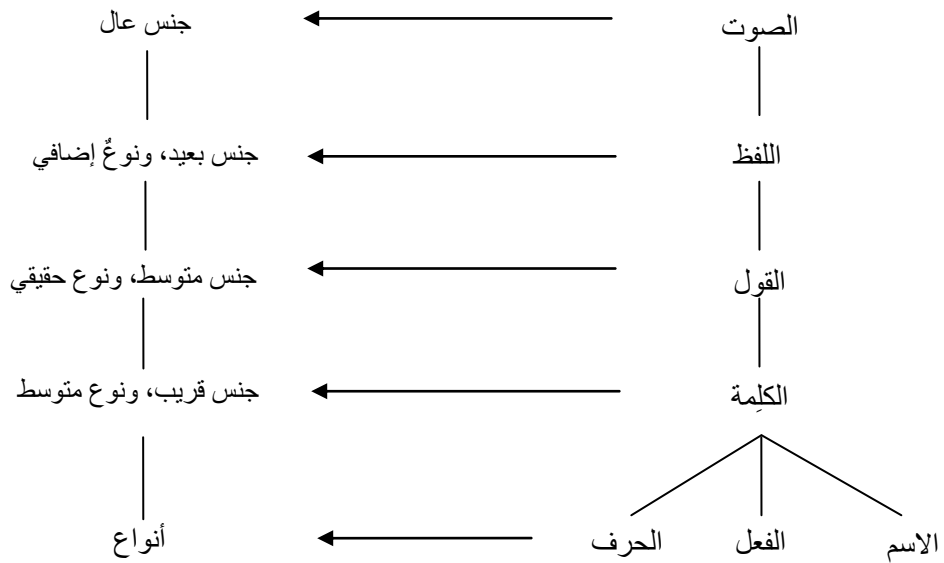 الصوت جنس عال
اللفظ جنس بعيد، ونوعٌ إضافي
القول جنس متوسط، ونوع حقيقي
الكلِمة جنس قريب، ونوع متوسط
الاسم الفعل الحرف أنواع